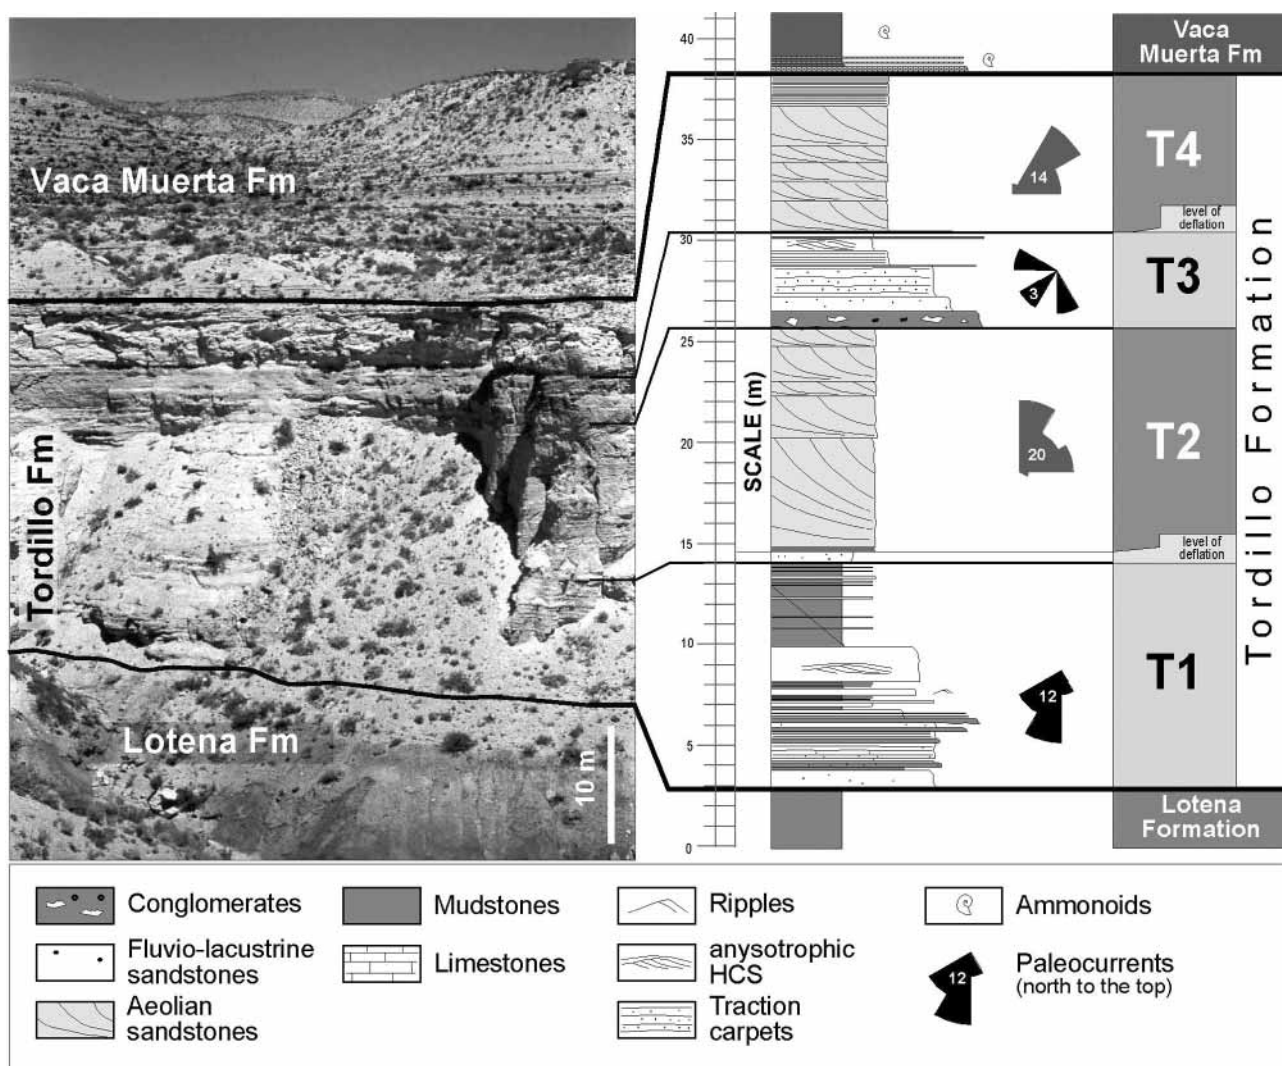 Vaca Muerta Fm
Tordillo Fm
Lotena Fm
10 m
SCALE (m)
40
35
30
25
20
15
10
5
0
14
3
20
12
Vaca
Muerta Fm
T4
level of
deflation
T3
T2
level of
deflation
T1
Lotena
Formation
Tordillo Formation
Conglomerates
Fluvio-lacustrine
sandstones
Aeolian
sandstones
Mudstones
Limestones
Ripples
anysotrophic
HCS
Traction
carpets
Ammonoids
12
Paleocurrents
(north to the top)